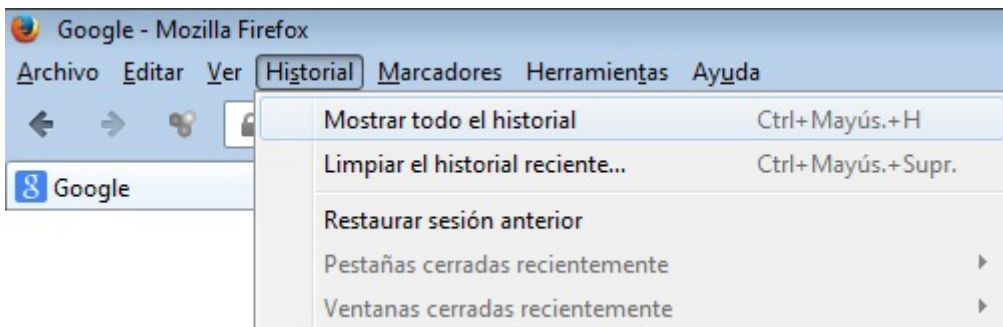 Google - Mozilla Firefox
Archivo Editar Ver Historial Marcadores Herramientas Ayuda
Mostrar todo el historial Ctrl+Mayús.+H
Limpiar el historial reciente... Ctrl+Mayús.+Supr.
8 Google
Restaurar sesión anterior
Pestañas cerradas recientemente
Ventanas cerradas recientemente